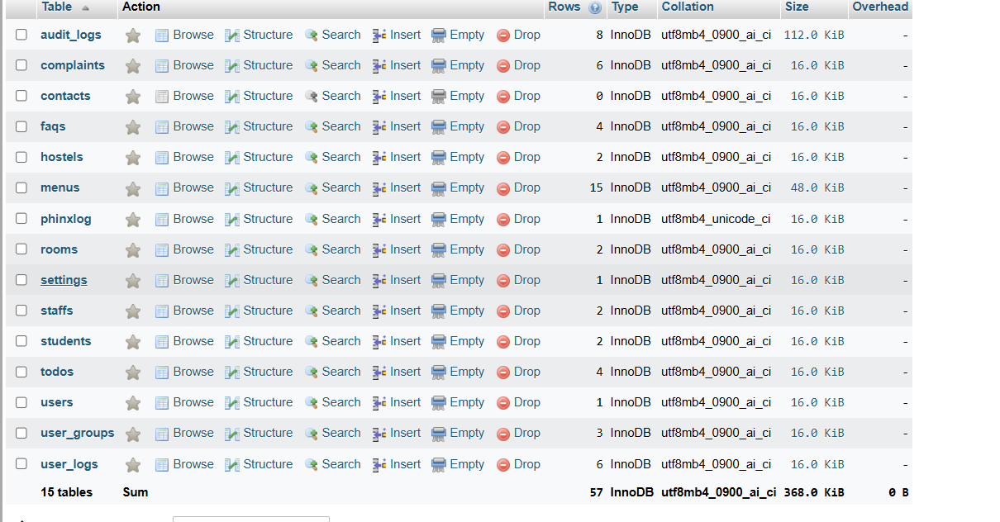 Table Action Rows Type Collation Size Overhead
audit_logs Browse Structure Search Insert Empty Drop 8 InnoDB utf8mb4_0900_ai_ci 112.0 KiB -
complaints Browse Structure Search Insert Empty Drop 6 InnoDB utf8mb4_0900_ai_ci 16.0 KiB -
contacts Browse Structure Search Insert Empty Drop 0 InnoDB utf8mb4_0900_ai_ci 16.0 KiB -
faqs Browse Structure Search Insert Empty Drop 4 InnoDB utf8mb4_0900_ai_ci 16.0 KiB -
hostels Browse Structure Search Insert Empty Drop 2 InnoDB utf8mb4_0900_ai_ci 16.0 KiB -
menus Browse Structure Search Insert Empty Drop 15 InnoDB utf8mb4_0900_ai_ci 48.0 KiB -
phinxlog Browse Structure Search Insert Empty Drop 1 InnoDB utf8mb4_unicode_ci 16.0 KiB -
rooms Browse Structure Search Insert Empty Drop 2 InnoDB utf8mb4_0900_ai_ci 16.0 KiB -
settings Browse Structure Search Insert Empty Drop 1 InnoDB utf8mb4_0900_ai_ci 16.0 KiB -
staffs Browse Structure Search Insert Empty Drop 2 InnoDB utf8mb4_0900_ai_ci 16.0 KiB -
students Browse Structure Search Insert Empty Drop 2 InnoDB utf8mb4_0900_ai_ci 16.0 KiB -
todos Browse Structure Search Insert Empty Drop 4 InnoDB utf8mb4_0900_ai_ci 16.0 KiB -
users Browse Structure Search Insert Empty Drop 1 InnoDB utf8mb4_0900_ai_ci 16.0 KiB -
user_groups Browse Structure Search Insert Empty Drop 3 InnoDB utf8mb4_0900_ai_ci 16.0 KiB -
user_logs Browse Structure Search Insert Empty Drop 6 InnoDB utf8mb4_0900_ai_ci 16.0 KiB -
15 tables Sum 57 InnoDB utf8mb4_0900_ai_ci 368.0 KiB 0 B